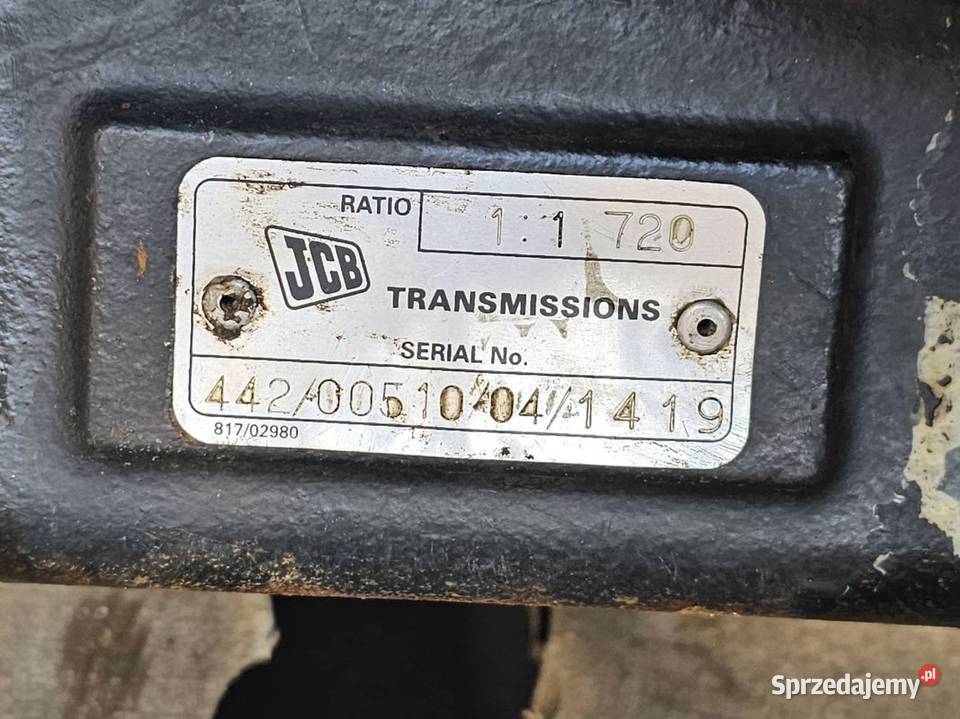 RATIO 1:1 720
JCB
TRANSMISSIONS
SERIAL No.
442/00510/04/1419
817/02980
Sprzedajemy.pl